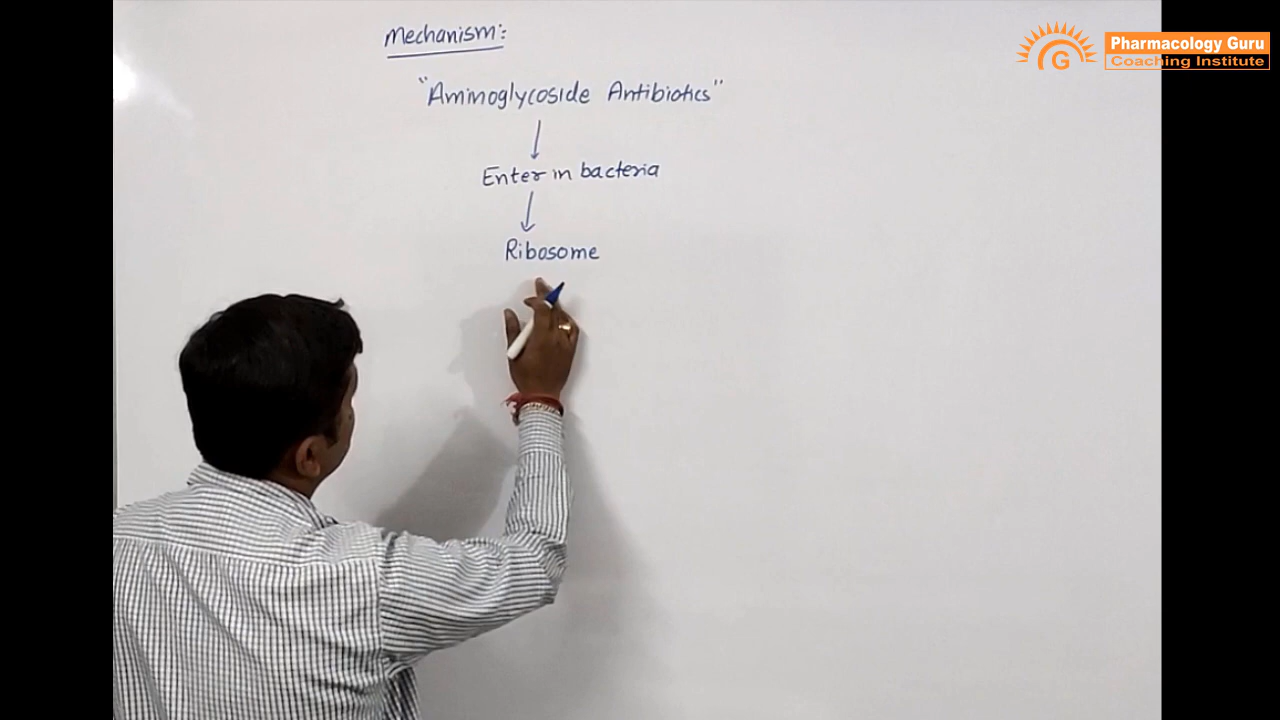 Mechanism:
"Aminoglycoside Antibiotics"
Enter in bacteria
Ribosome
G
Pharmacology Guru
Coaching Institute